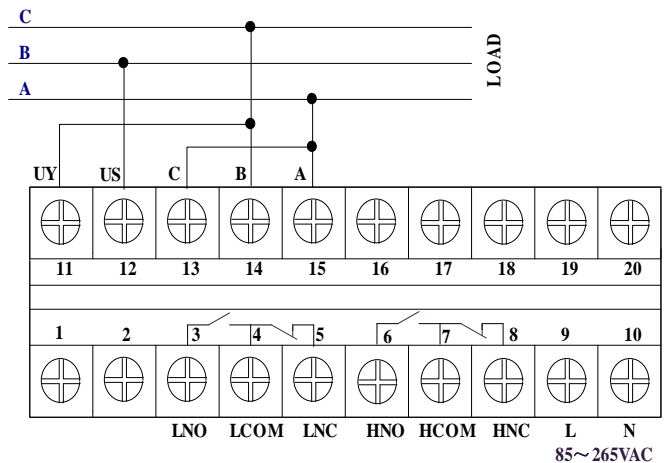 C
B
A
LOAD
UY US C B A
11 12 13 14 15 16 17 18 19 20
1 2 3 4 5 6 7 8 9 10
LNO LCOM LNC HNO HCOM HNC L N
85～265VAC